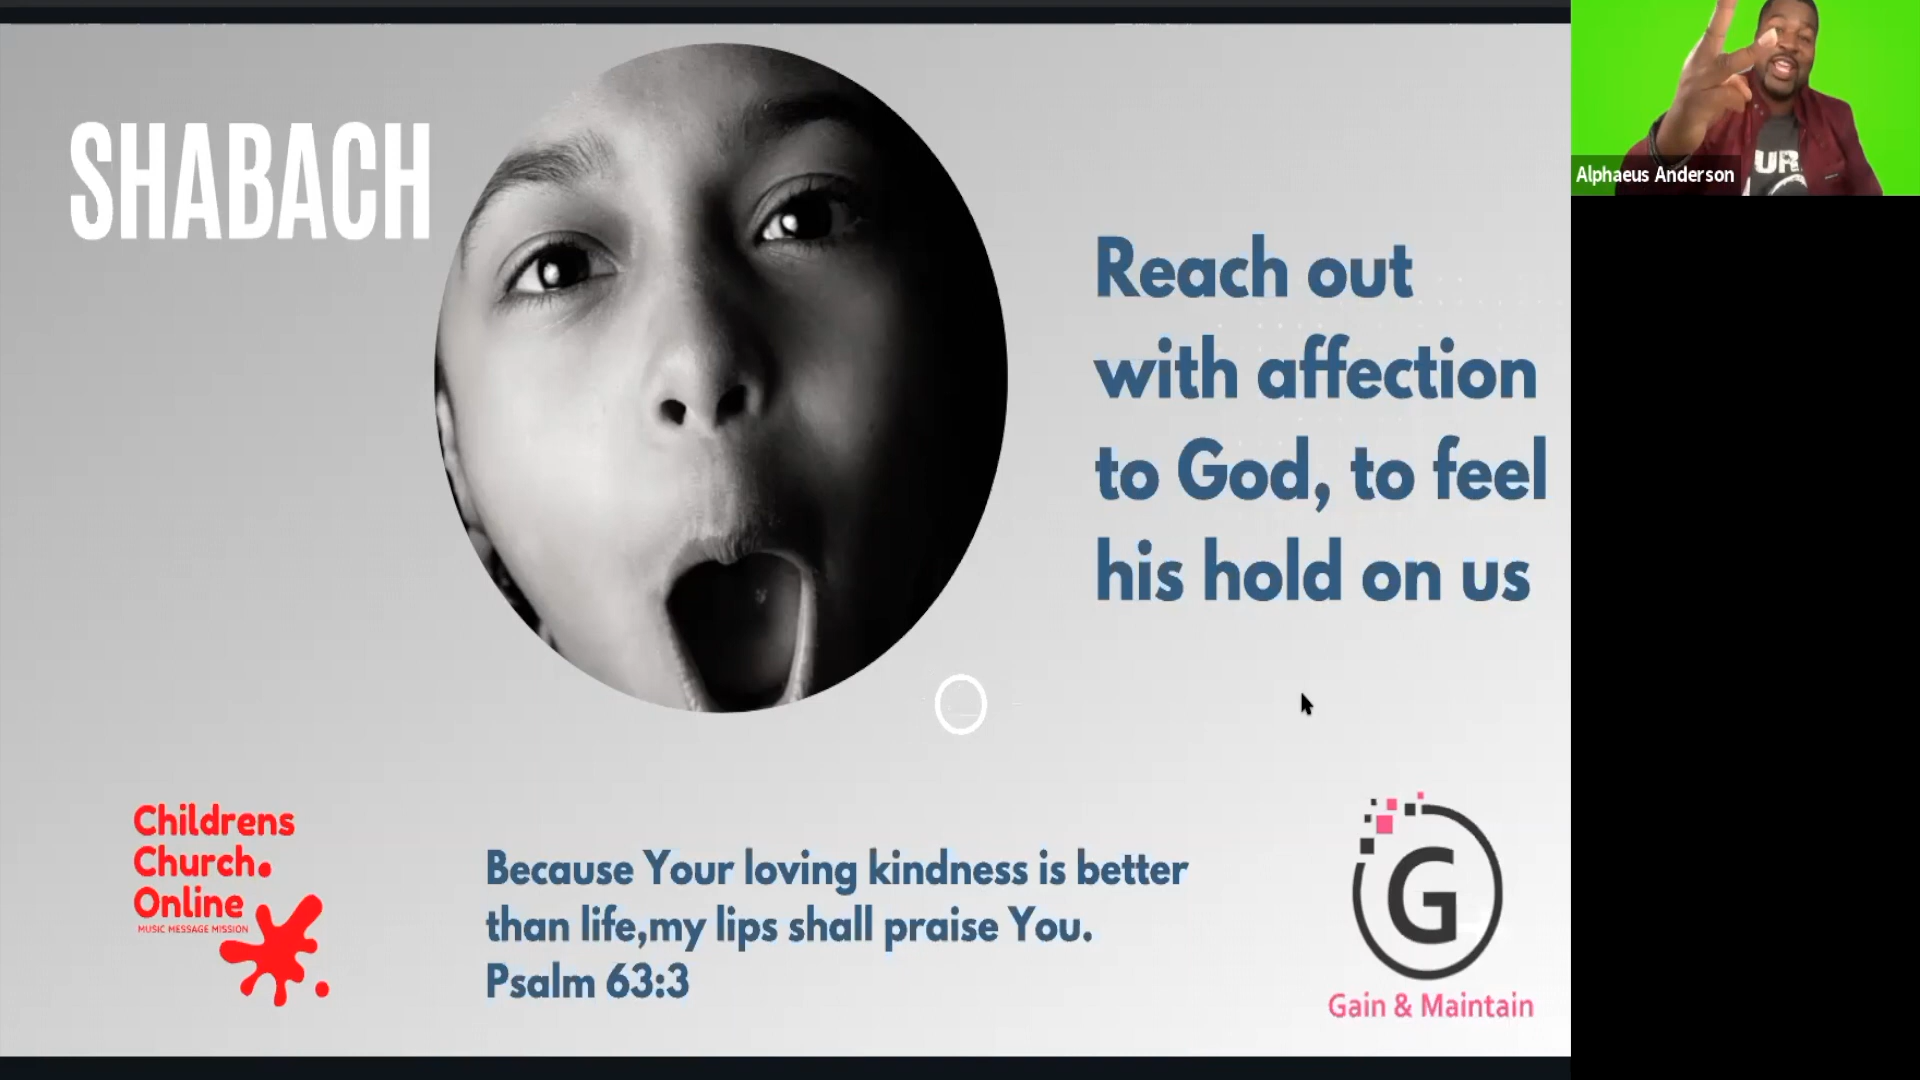 SHABACH
Reach out
with affection
to God, to feel
his hold on us
Childrens
Church.
Online
MUSIC MESSAGE MISSION
Because Your loving kindness is better
than life,my lips shall praise You.
Psalm 63:3
G
Gain & Maintain
Alphaeus Anderson
UR